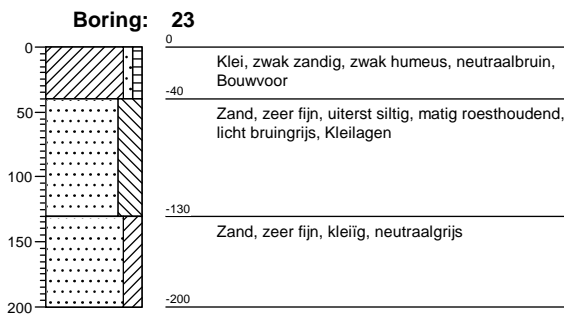 Boring: 23
0
50
100
150
200
0
Klei, zwak zandig, zwak humeus, neutraalbruin,
Bouwvoor
-40
Zand, zeer fijn, uiterst siltig, matig roesthoudend,
licht bruingrijs, Kleilagen
-130
Zand, zeer fijn, kleiïg, neutraalgrijs
-200